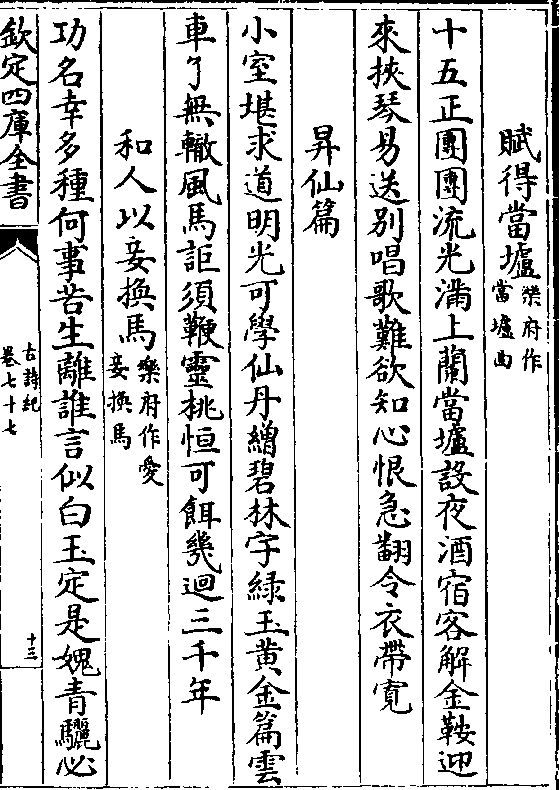 賦得當壚樂府作當壚曲
十五正團團流光滿上蘭當壚設夜酒宿客解金鞍迎
來挾琴易送別唱歌難欲知心恨急翻令衣帶寛
昇仙篇
小室堪求道明光可學仙丹繒碧林字緑玉黃金篇雲
車了無轍風馬詎須鞭靈桃恒可餌幾迴三千年
和人以妾換馬樂府作愛妾換馬
功名幸多種何事苦生離誰言似白玉定是媿青驪必
欽定四庫全書
古詩紀
卷七十七
十三